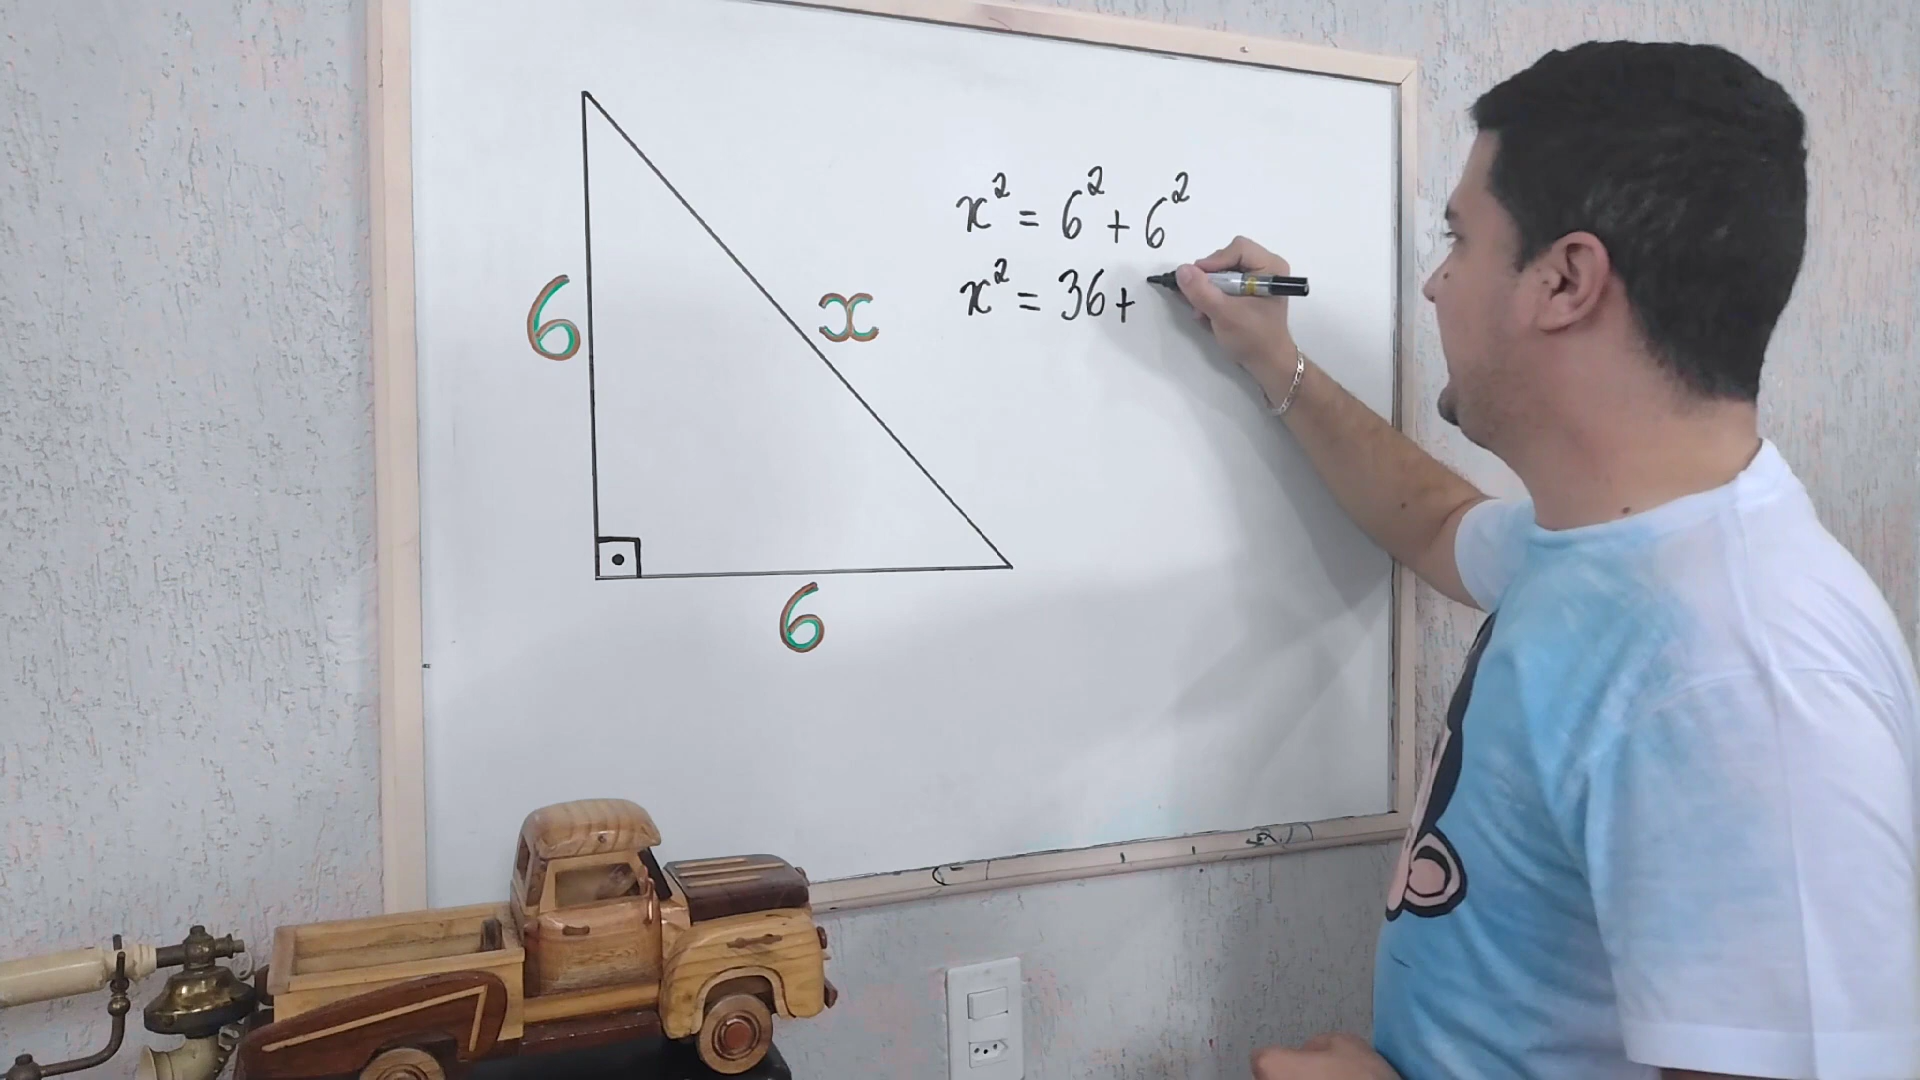 x² = 6² + 6²
x² = 36 +
6
x
6